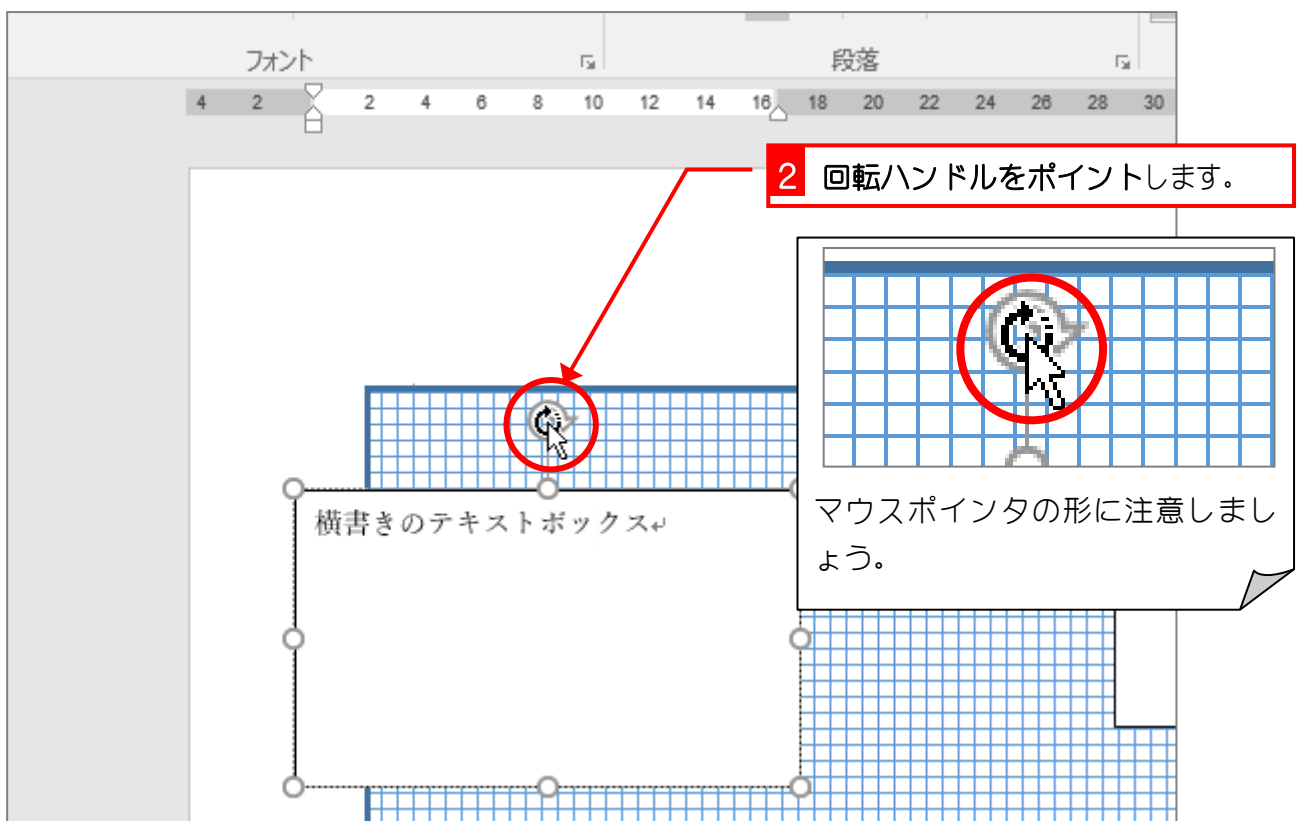 フォント 段落
4 2 2 4 6 8 10 12 14 16 18 20 22 24 26 28 30
2 回転ハンドルをポイントします。
横書きのテキストボックス↵
マウスポインタの形に注意しまし
ょう。